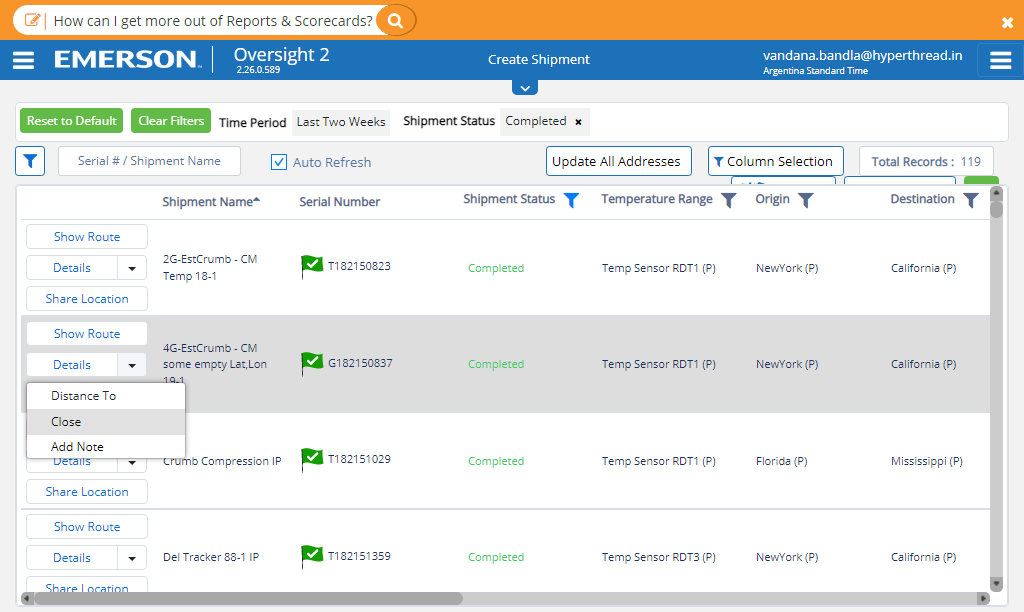 How can I get more out of Reports & Scorecards?
EMERSON
Oversight 2
2.26.0.589
Create Shipment
vandana.bandla@hyperthread.in
Argentina Standard Time
Reset to Default
Clear Filters
Time Period
Last Two Weeks
Shipment Status
Completed ×
Serial # / Shipment Name
Auto Refresh
Update All Addresses
Column Selection
Total Records : 119
Shipment Name
Serial Number
Shipment Status
Temperature Range
Origin
Destination
Show Route
Details
Share Location
2G-EstCrumb - CM
Temp 18-1
T182150823
Completed
Temp Sensor RDT1 (P)
NewYork (P)
California (P)
Show Route
Details
4G-EstCrumb - CM
some empty Lat,Lon
19-1
G182150837
Completed
Temp Sensor RDT1 (P)
NewYork (P)
California (P)
Distance To
Close
Add Note
Details
Share Location
Crumb Compression IP
T182151029
Completed
Temp Sensor RDT1 (P)
Florida (P)
Mississippi (P)
Show Route
Details
Share Location
Del Tracker 88-1 IP
T182151359
Completed
Temp Sensor RDT3 (P)
NewYork (P)
California (P)